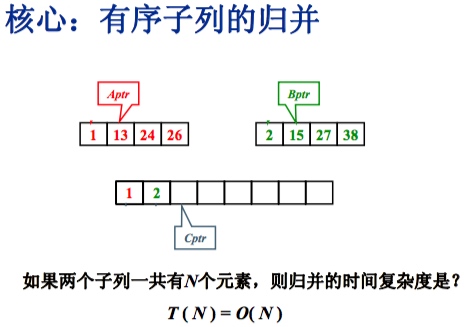 核心：有序子列的归并
Aptr
Bptr
1 13 24 26
2 15 27 38
1 2
Cptr
如果两个子列一共有N个元素，则归并的时间复杂度是？
T ( N ) = O( N )